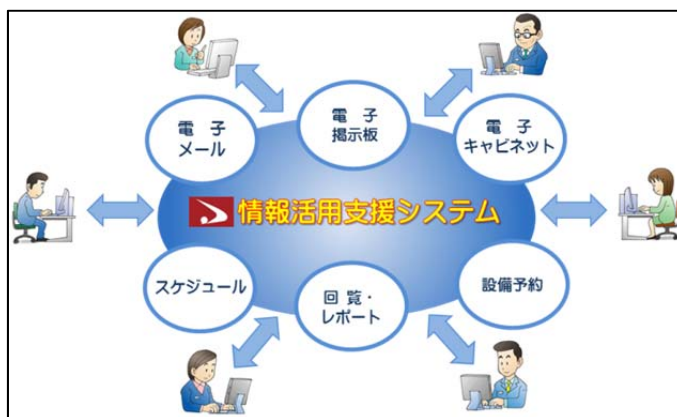 電 子
メール
電 子
掲示板
電 子
キャビネット
情報活用支援システム
スケジュール
回 覧・
レポート
設備予約